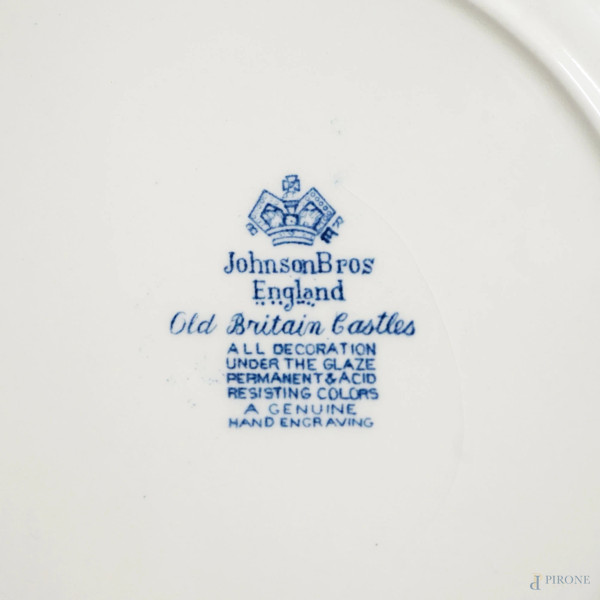 JohnsonBros
England
Old Britain Castles
ALL DECORATION
UNDER THE GLAZE
PERMANENT & ACID
RESISTING COLORS
A GENUINE
HAND ENGRAVING
PIRONE